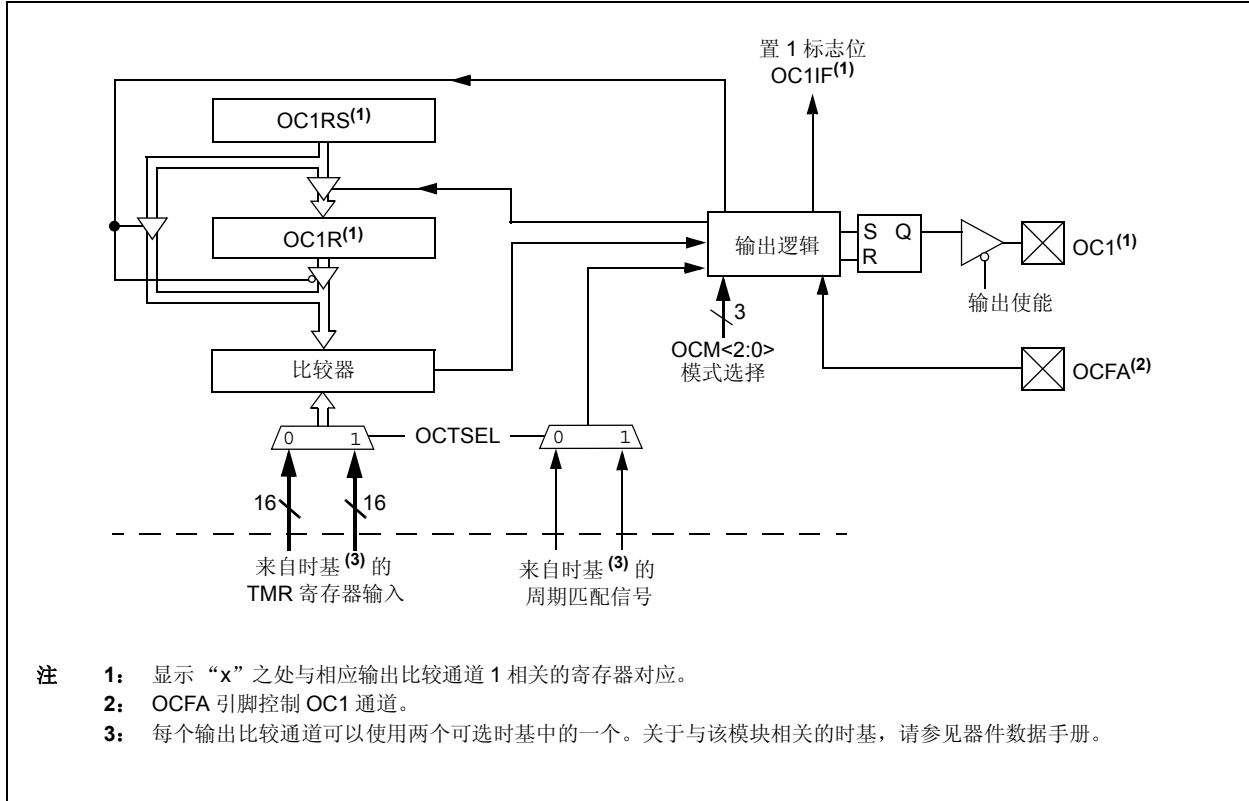 置 1 标志位
OC1IF(1)
OC1RS(1)
OC1R(1)
输出逻辑
S Q
R
OC1(1)
输出使能
3
OCM<2:0>
模式选择
OCFA(2)
比较器
0 1
OCTSEL
0 1
16 16
来自时基 (3) 的
TMR 寄存器输入
来自时基 (3) 的
周期匹配信号
注 1： 显示 “x”之处与相应输出比较通道 1 相关的寄存器对应。
2： OCFA 引脚控制 OC1 通道。
3： 每个输出比较通道可以使用两个可选时基中的一个。关于与该模块相关的时基，请参见器件数据手册。